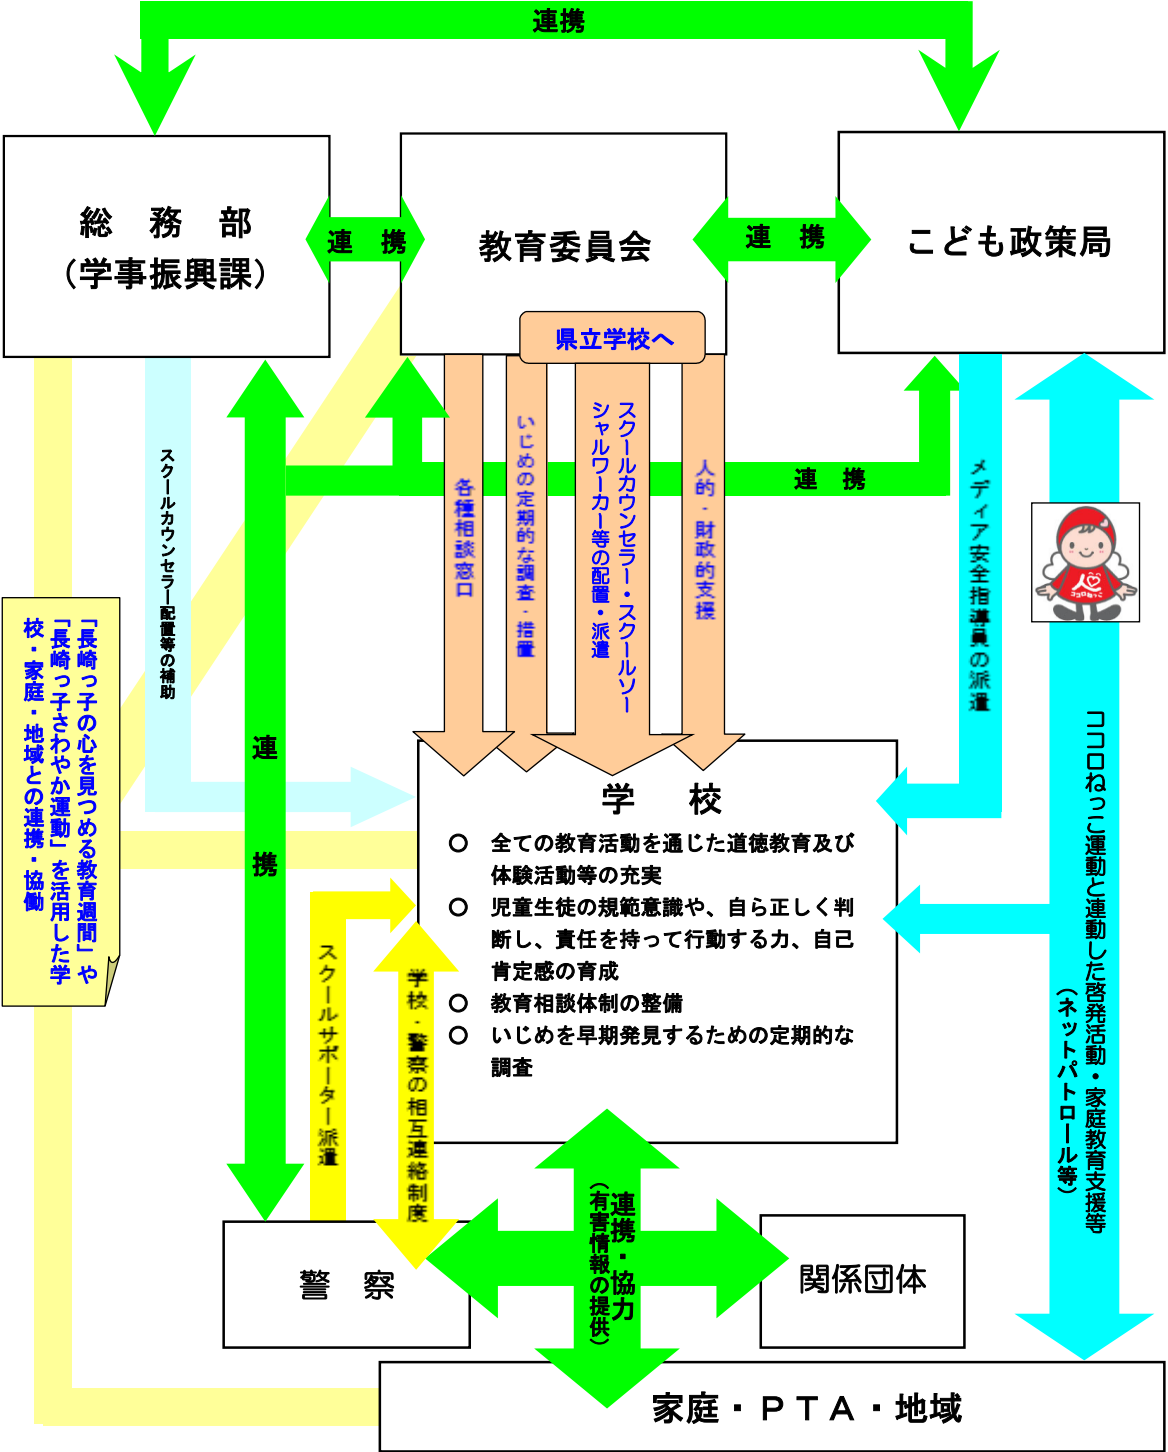 連携
総　務　部
（学事振興課）
連　携
教育委員会
連　携
こども政策局
県立学校へ
スクールカウンセラー配置等の補助
各種相談窓口
いじめの定期的な調査・措置
スクールカウンセラー・スクールソー
シャルワーカー等の配置・派遣
人的・財政的支援
連　携
メディア安全指導員の派遣
ココロねっこ
「長崎っ子の心を見つめる教育週間」や
「長崎っ子さわやか運動」を活用した学
校・家庭・地域との連携・協働
連　携
学　校
○　全ての教育活動を通じた道徳教育及び
体験活動等の充実
○　児童生徒の規範意識や、自ら正しく判
断し、責任を持って行動する力、自己
肯定感の育成
○　教育相談体制の整備
○　いじめを早期発見するための定期的な
調査
ココロねっこ運動と連動した啓発活動・家庭教育支援等
（ネットパトロール等）
スクールサポーター派遣
学校・警察の相互連絡制度
連携・協力
（有害情報の提供）
警　察
関係団体
家庭・ＰＴＡ・地域